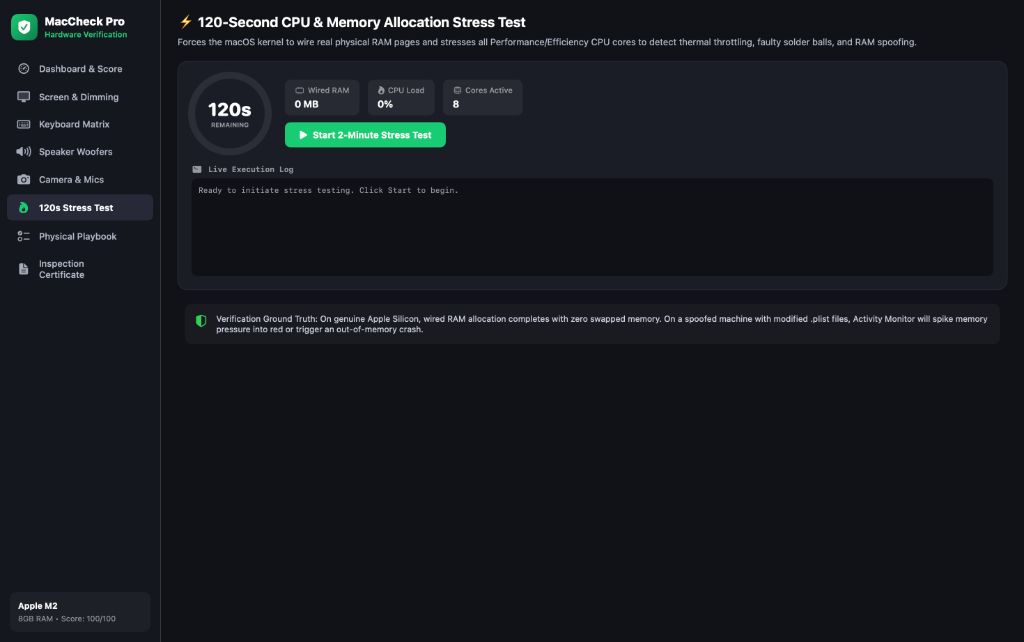 MacCheck Pro
Hardware Verification
Dashboard & Score
Screen & Dimming
Keyboard Matrix
Speaker Woofers
Camera & Mics
120s Stress Test
Physical Playbook
Inspection
Certificate
Apple M2
8GB RAM • Score: 100/100
⚡ 120-Second CPU & Memory Allocation Stress Test
Forces the macOS kernel to wire real physical RAM pages and stresses all Performance/Efficiency CPU cores to detect thermal throttling, faulty solder balls, and RAM spoofing.
120s
REMAINING
Wired RAM
0 MB
CPU Load
0%
Cores Active
8
Start 2-Minute Stress Test
Live Execution Log
Ready to initiate stress testing. Click Start to begin.
Verification Ground Truth: On genuine Apple Silicon, wired RAM allocation completes with zero swapped memory. On a spoofed machine with modified .plist files, Activity Monitor will spike memory
pressure into red or trigger an out-of-memory crash.